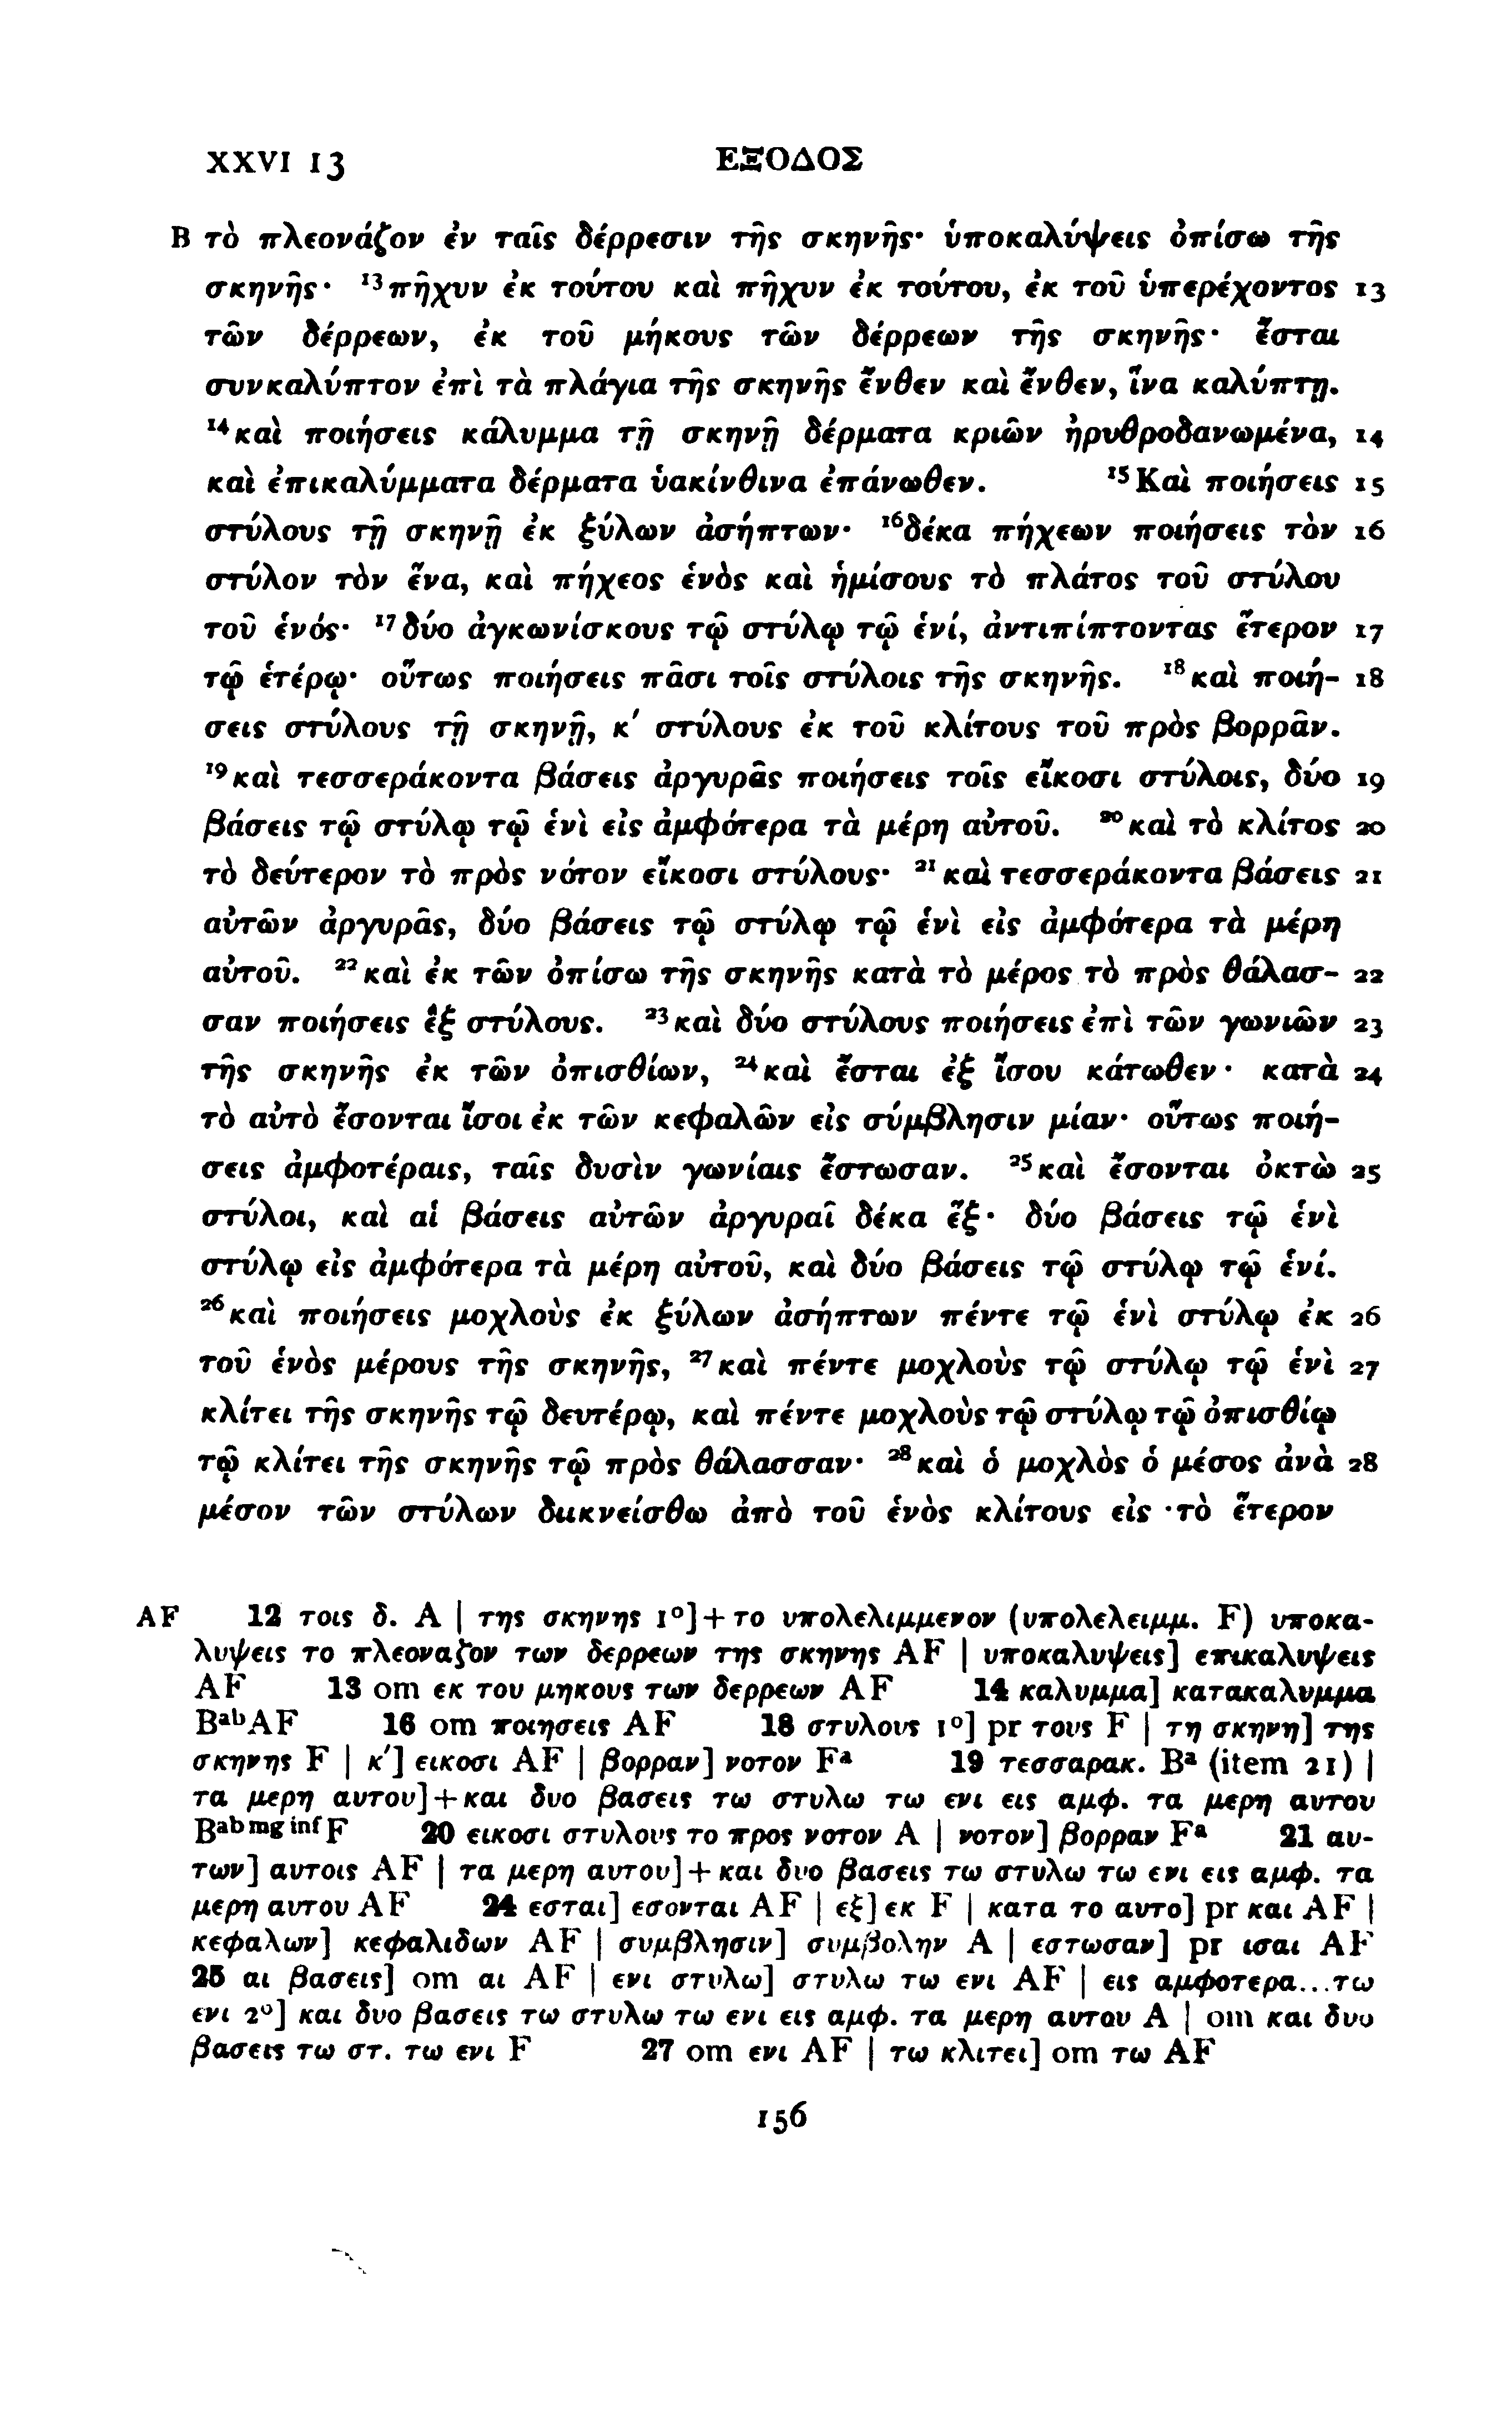 XXVI 13 ΕΞΟΔΟΣ
B τὸ πλεονάζον ἐν ταῖς δέρρεσιν τῆς σκηνῆς· ὑποκαλύψεις ὀπίσω τῆς
σκηνῆς· ¹³πῆχυν ἐκ τούτου καὶ πῆχυν ἐκ τούτου, ἐκ τοῦ ὑπερέχοντος 13
τῶν δέρρεων, ἐκ τοῦ μήκους τῶν δέρρεων τῆς σκηνῆς· ἔσται
συνκαλύπτον ἐπὶ τὰ πλάγια τῆς σκηνῆς ἔνθεν καὶ ἔνθεν, ἵνα καλύπτῃ.
¹⁴καὶ ποιήσεις κάλυμμα τῇ σκηνῇ δέρματα κριῶν ἠρυθροδανωμένα, 14
καὶ ἐπικαλύμματα δέρματα ὑακίνθινα ἐπάνωθεν. ¹⁵Καὶ ποιήσεις 15
στύλους τῇ σκηνῇ ἐκ ξύλων ἀσήπτων· ¹⁶δέκα πήχεων ποιήσεις τὸν 16
στύλον τὸν ἕνα, καὶ πήχεος ἑνὸς καὶ ἡμίσους τὸ πλάτος τοῦ στύλου
τοῦ ἑνός· ¹⁷δύο ἀγκωνίσκους τῷ στύλῳ τῷ ἑνί, ἀντιπίπτοντας ἕτερον 17
τῷ ἑτέρῳ· οὕτως ποιήσεις πᾶσι τοῖς στύλοις τῆς σκηνῆς. ¹⁸καὶ ποιή- 18
σεις στύλους τῇ σκηνῇ, κ′ στύλους ἐκ τοῦ κλίτους τοῦ πρὸς βορρᾶν.
¹⁹καὶ τεσσεράκοντα βάσεις ἀργυρᾶς ποιήσεις τοῖς εἴκοσι στύλοις, δύο 19
βάσεις τῷ στύλῳ τῷ ἑνὶ εἰς ἀμφότερα τὰ μέρη αὐτοῦ. ²⁰καὶ τὸ κλίτος 20
τὸ δεύτερον τὸ πρὸς νότον εἴκοσι στύλους· ²¹καὶ τεσσεράκοντα βάσεις 21
αὐτῶν ἀργυρᾶς, δύο βάσεις τῷ στύλῳ τῷ ἑνὶ εἰς ἀμφότερα τὰ μέρη
αὐτοῦ. ²²καὶ ἐκ τῶν ὀπίσω τῆς σκηνῆς κατὰ τὸ μέρος τὸ πρὸς θάλασ- 22
σαν ποιήσεις ἓξ στύλους. ²³καὶ δύο στύλους ποιήσεις ἐπὶ τῶν γωνιῶν 23
τῆς σκηνῆς ἐκ τῶν ὀπισθίων, ²⁴καὶ ἔσται ἐξ ἴσου κάτωθεν· κατὰ 24
τὸ αὐτὸ ἔσονται ἴσοι ἐκ τῶν κεφαλῶν εἰς σύμβλησιν μίαν· οὕτως ποιή-
σεις ἀμφοτέραις, ταῖς δυσὶν γωνίαις ἔστωσαν. ²⁵καὶ ἔσονται ὀκτὼ 25
στύλοι, καὶ αἱ βάσεις αὐτῶν ἀργυραῖ δέκα ἕξ· δύο βάσεις τῷ ἑνὶ
στύλῳ εἰς ἀμφότερα τὰ μέρη αὐτοῦ, καὶ δύο βάσεις τῷ στύλῳ τῷ ἑνί.
²⁶καὶ ποιήσεις μοχλοὺς ἐκ ξύλων ἀσήπτων πέντε τῷ ἑνὶ στύλῳ ἐκ 26
τοῦ ἑνὸς μέρους τῆς σκηνῆς, ²⁷καὶ πέντε μοχλοὺς τῷ στύλῳ τῷ ἑνὶ 27
κλίτει τῆς σκηνῆς τῷ δευτέρῳ, καὶ πέντε μοχλοὺς τῷ στύλῳ τῷ ὀπισθίῳ
τῷ κλίτει τῆς σκηνῆς τῷ πρὸς θάλασσαν· ²⁸καὶ ὁ μοχλὸς ὁ μέσος ἀνὰ 28
μέσον τῶν στύλων διικνείσθω ἀπὸ τοῦ ἑνὸς κλίτους εἰς τὸ ἕτερον
AF 12 τοις δ. A | της σκηνης 1°]+το υπολελιμμενον (υπολελειμμ. F) υποκα-
λυψεις το πλεοναζον των δερρεων της σκηνης AF | υποκαλυψεις] επικαλυψεις
AF 13 om εκ του μηκους των δερρεων AF 14 καλυμμα] κατακαλυμμα
BᵃᵇAF 16 om ποιησεις AF 18 στυλους 1°] pr τους F | τη σκηνη] της
σκηνης F | κ′] εικοσι AF | βορραν] νοτον Fᵃ 19 τεσσαρακ. Bᵃ (item 21) |
τα μερη αυτου]+και δυο βασεις τω στυλω τω ενι εις αμφ. τα μερη αυτου
Bᵃᵇ ᵐᵍ ⁱⁿᶠF 20 εικοσι στυλους το προς νοτον A | νοτον] βορραν Fᵃ 21 αυ-
των] αυτοις AF | τα μερη αυτου]+και δυο βασεις τω στυλω τω ενι εις αμφ. τα
μερη αυτου AF 24 εσται] εσονται AF | εξ] εκ F | κατα το αυτο] pr και AF |
κεφαλων] κεφαλιδων AF | συμβλησιν] συμβολην A | εστωσαν] pr ισαι AF
25 αι βασεις] om αι AF | ενι στυλω] στυλω τω ενι AF | εις αμφοτερα...τω
ενι 2°] και δυο βασεις τω στυλω τω ενι εις αμφ. τα μερη αυτου A | om και δυο
βασεις τω στ. τω ενι F 27 om ενι AF | τω κλιτει] om τω AF
156